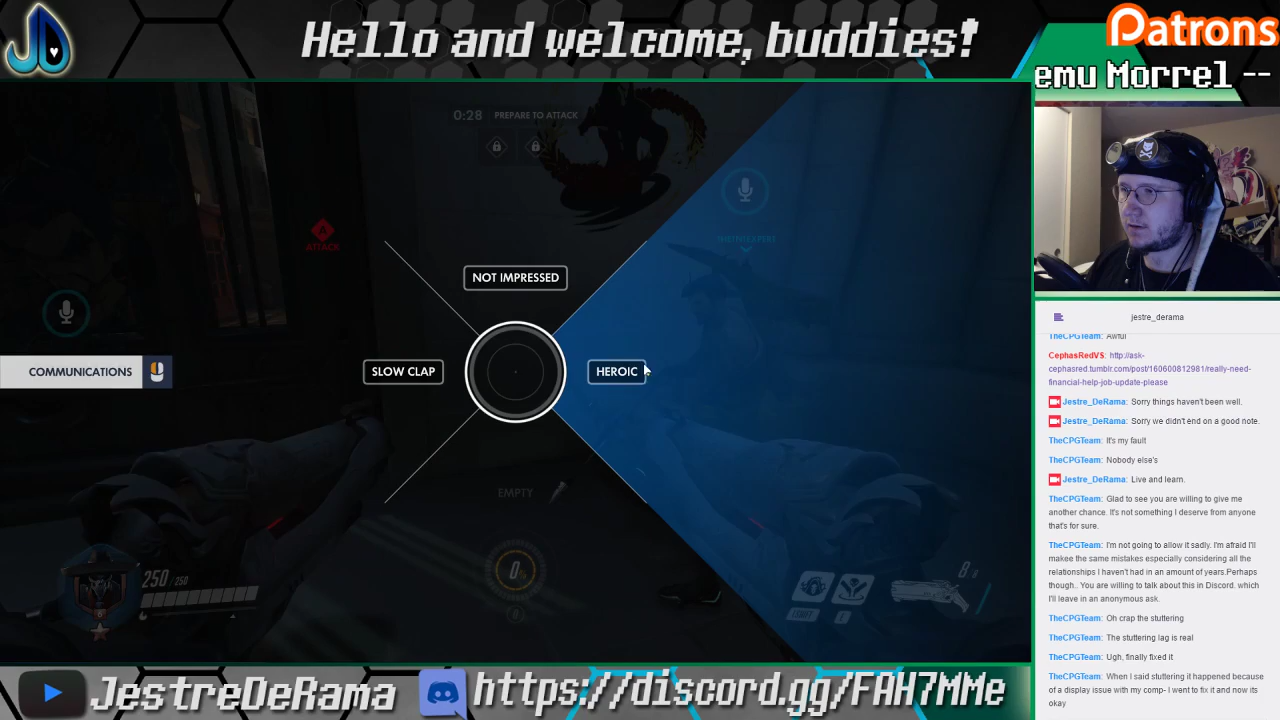 JD
Hello and welcome, buddies!
Patrons
emu Morrel --
0:28 PREPARE TO ATTACK
A
ATTACK
NOT IMPRESSED
COMMUNICATIONS
SLOW CLAP
HEROIC
EMPTY
250/250
0%
Q
8
SHIFT
E
8/8
jestre_derama
TheCPGTeam: Awful
CephasRedVS: http://ask-
cephasred.tumblr.com/post/160600812981/really-need-
financial-help-job-update-please
Jestre_DeRama: Sorry things haven't been well.
Jestre_DeRama: Sorry we didn't end on a good note.
TheCPGTeam: It's my fault
TheCPGTeam: Nobody else's
Jestre_DeRama: Live and learn.
TheCPGTeam: Glad to see you are willing to give me
another chance. It's not something I deserve from anyone
that's for sure.
TheCPGTeam: I'm not going to allow it sadly. I'm afraid I'll
makee the same mistakes especially considering all the
relationships I haven't had in an amount of years.Perhaps
though.. You are willing to talk about this in Discord. which
I'll leave in an anonymous ask.
TheCPGTeam: Oh crap the stuttering
TheCPGTeam: The stuttering lag is real
TheCPGTeam: Ugh, finally fixed it
TheCPGTeam: When I said stuttering it happened because
of a display issue with my comp- I went to fix it and now its
okay
JestreDeRama
https://discord.gg/FAH7MMe